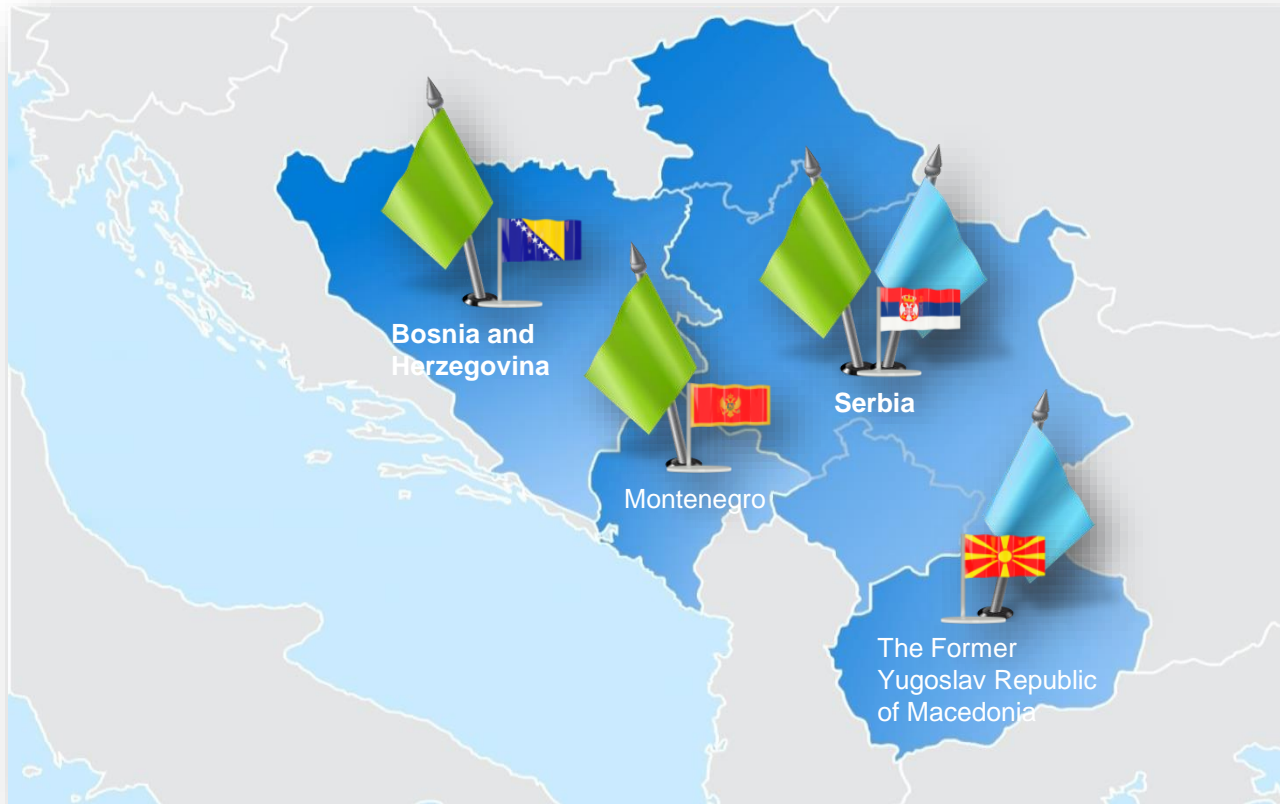 Bosnia and
Herzegovina
Serbia
Montenegro
The Former
Yugoslav Republic
of Macedonia